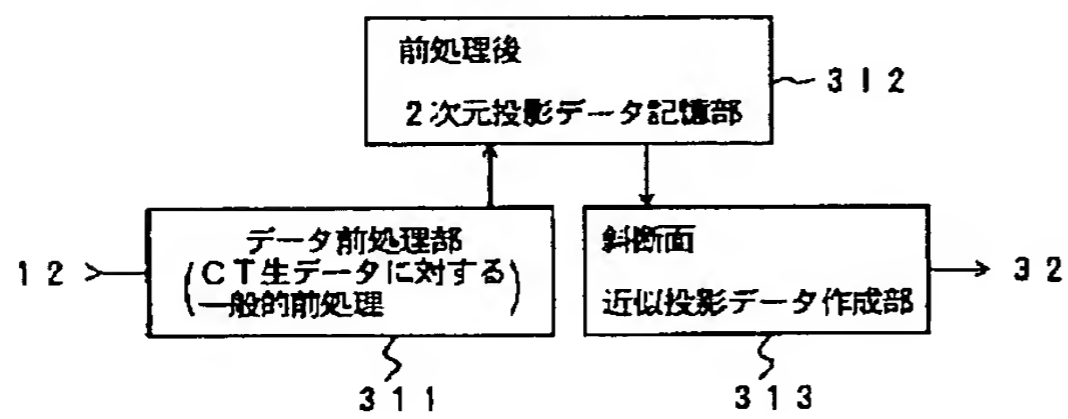 前処理後
2次元投影データ記憶部
312
データ前処理部
(CT生データに対する
一般的前処理)
12
311
斜断面
近似投影データ作成部
32
313